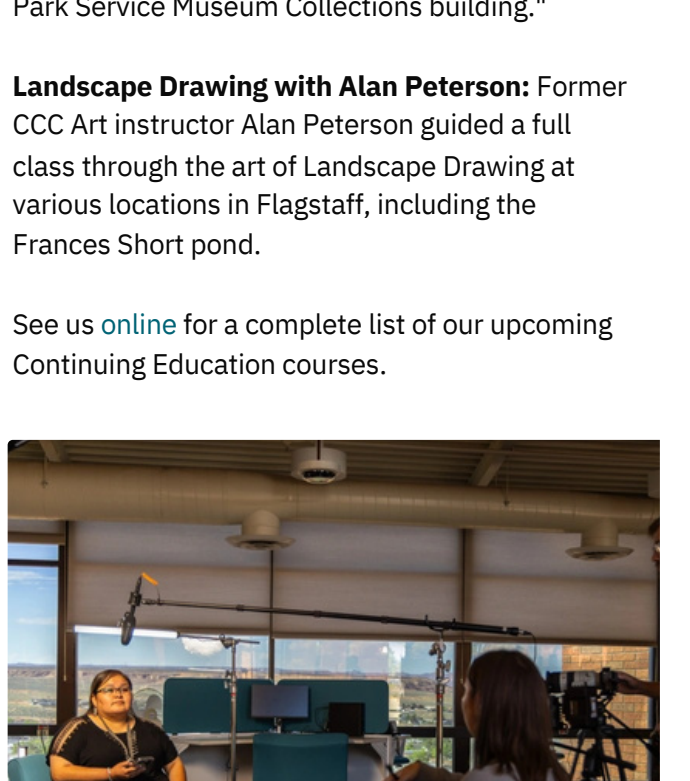 Park Service Museum Collections building."
Landscape Drawing with Alan Peterson: Former
CCC Art instructor Alan Peterson guided a full
class through the art of Landscape Drawing at
various locations in Flagstaff, including the
Frances Short pond.
See us online for a complete list of our upcoming
Continuing Education courses.